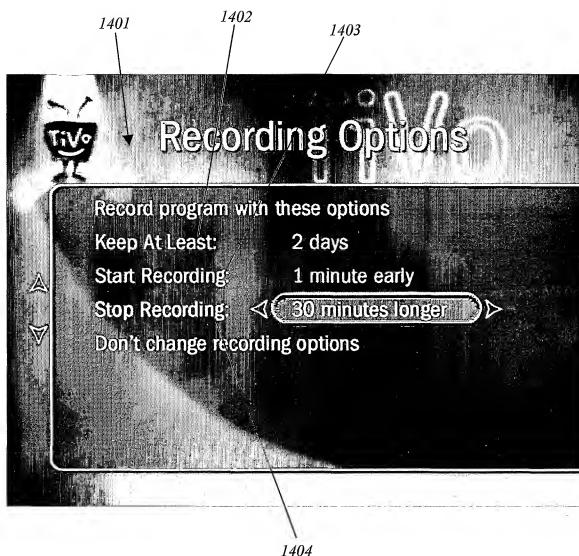 1401
1402
1403
TiVo
TiVo
Recording Options
Record program with these options
Keep At Least: 2 days
Start Recording: 1 minute early
Stop Recording: 30 minutes longer
Don't change recording options
1404